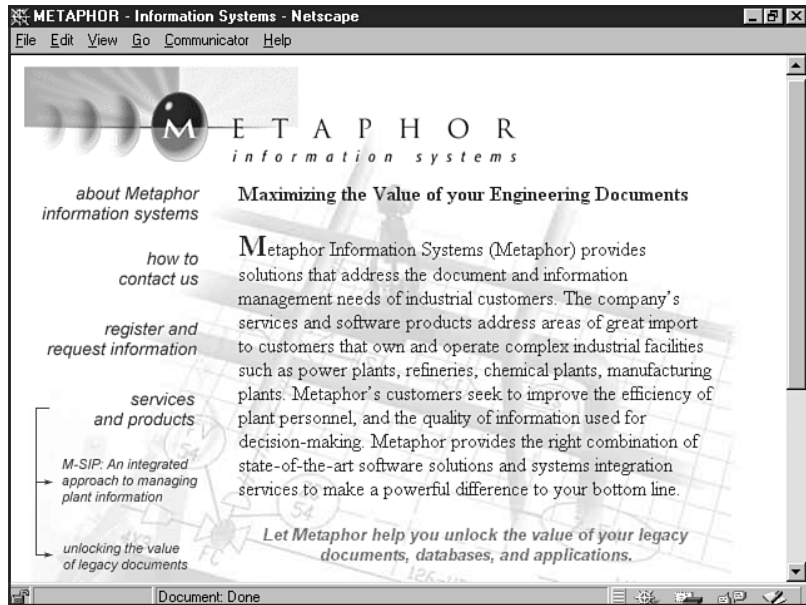 METAPHOR - Information Systems - Netscape
File Edit View Go Communicator Help
METAPHOR
information systems
about Metaphor
information systems
how to
contact us
register and
request information
services
and products
M-SIP: An integrated
approach to managing
plant information
unlocking the value
of legacy documents
Maximizing the Value of your Engineering Documents
Metaphor Information Systems (Metaphor) provides
solutions that address the document and information
management needs of industrial customers. The company's
services and software products address areas of great import
to customers that own and operate complex industrial facilities
such as power plants, refineries, chemical plants, manufacturing
plants. Metaphor's customers seek to improve the efficiency of
plant personnel, and the quality of information used for
decision-making. Metaphor provides the right combination of
state-of-the-art software solutions and systems integration
services to make a powerful difference to your bottom line.
Let Metaphor help you unlock the value of your legacy
documents, databases, and applications.
54
54
FC
Document: Done